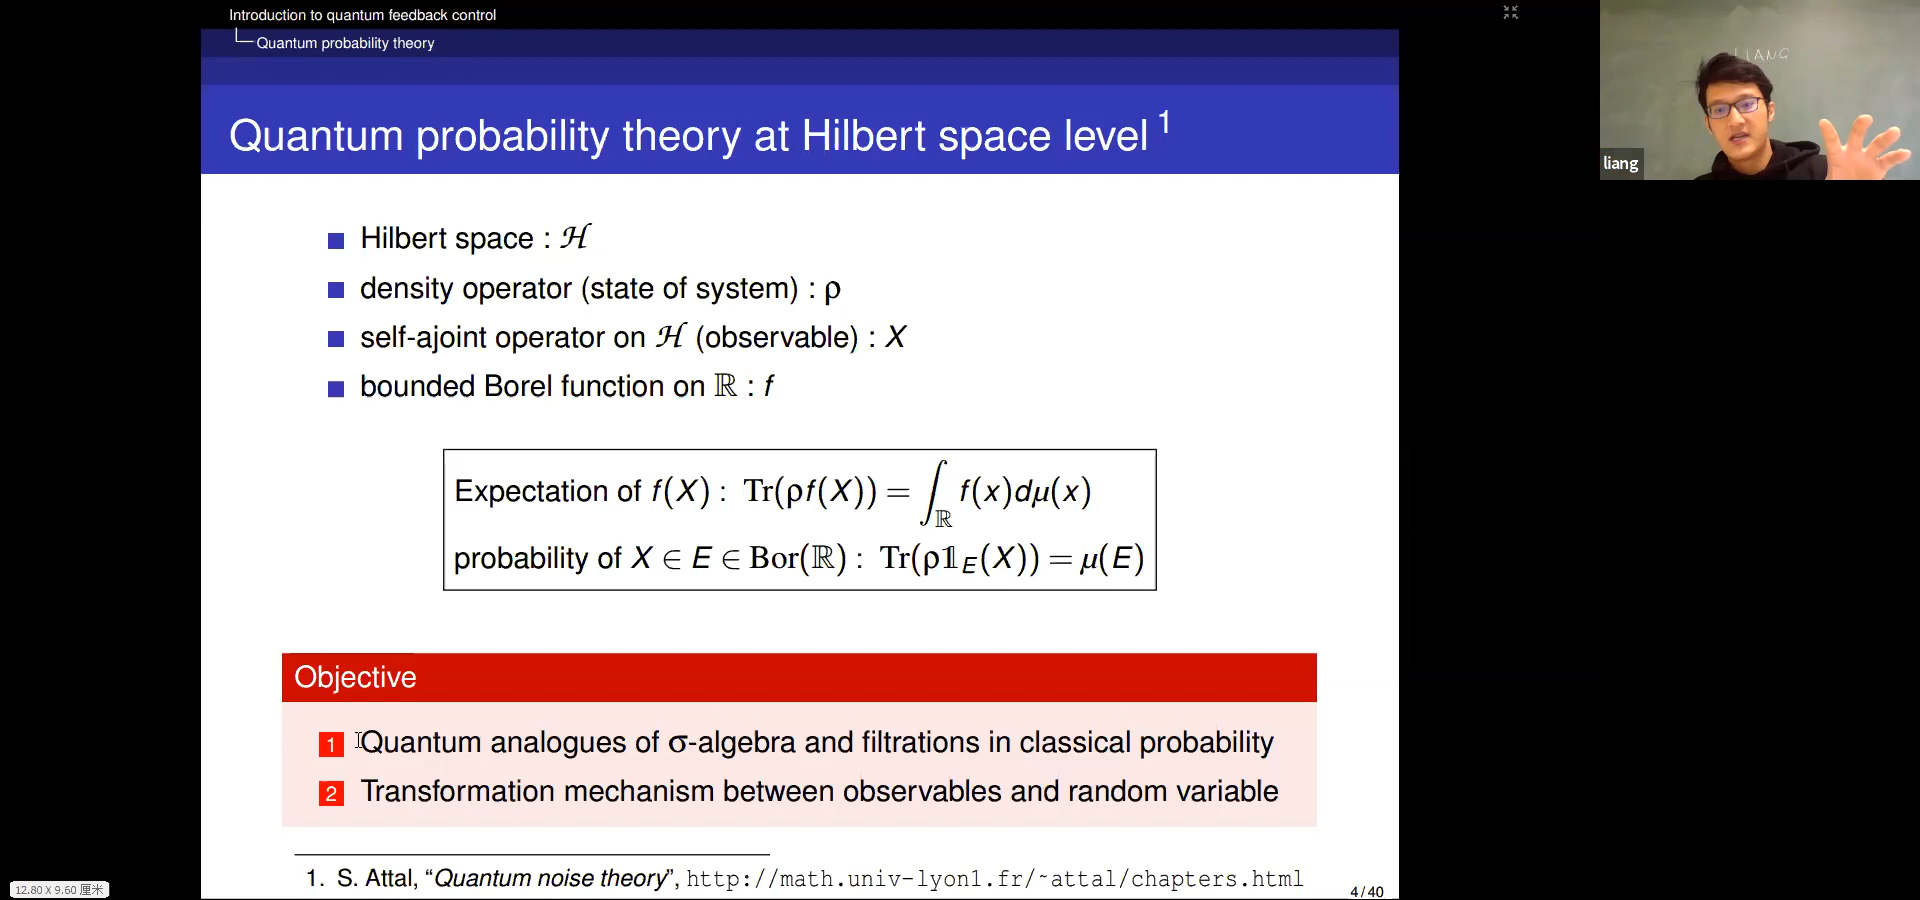 Introduction to quantum feedback control
Quantum probability theory
Quantum probability theory at Hilbert space level ¹
LIANG
liang
Hilbert space : ℋ
density operator (state of system) : ρ
self-ajoint operator on ℋ (observable) : X
bounded Borel function on ℝ : f
Expectation of f(X) : Tr(ρf(X)) = ∫_ℝ f(x)dμ(x)
probability of X ∈ E ∈ Bor(ℝ) : Tr(ρ𝟙_E(X)) = μ(E)
Objective
1 Quantum analogues of σ-algebra and filtrations in classical probability
2 Transformation mechanism between observables and random variable
1. S. Attal, “Quantum noise theory”, http://math.univ-lyon1.fr/~attal/chapters.html
4/40
12.80 X 9.60 厘米